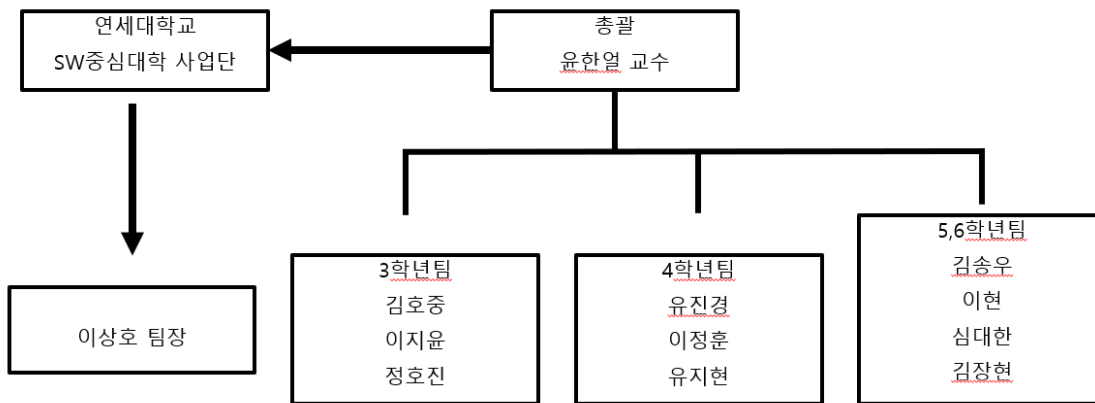 연세대학교
SW중심대학 사업단
총괄
윤한얼 교수
이상호 팀장
3학년팀
김호중
이지윤
정호진
4학년팀
유진경
이정훈
유지현
5,6학년팀
김송우
이현
심대한
김장현